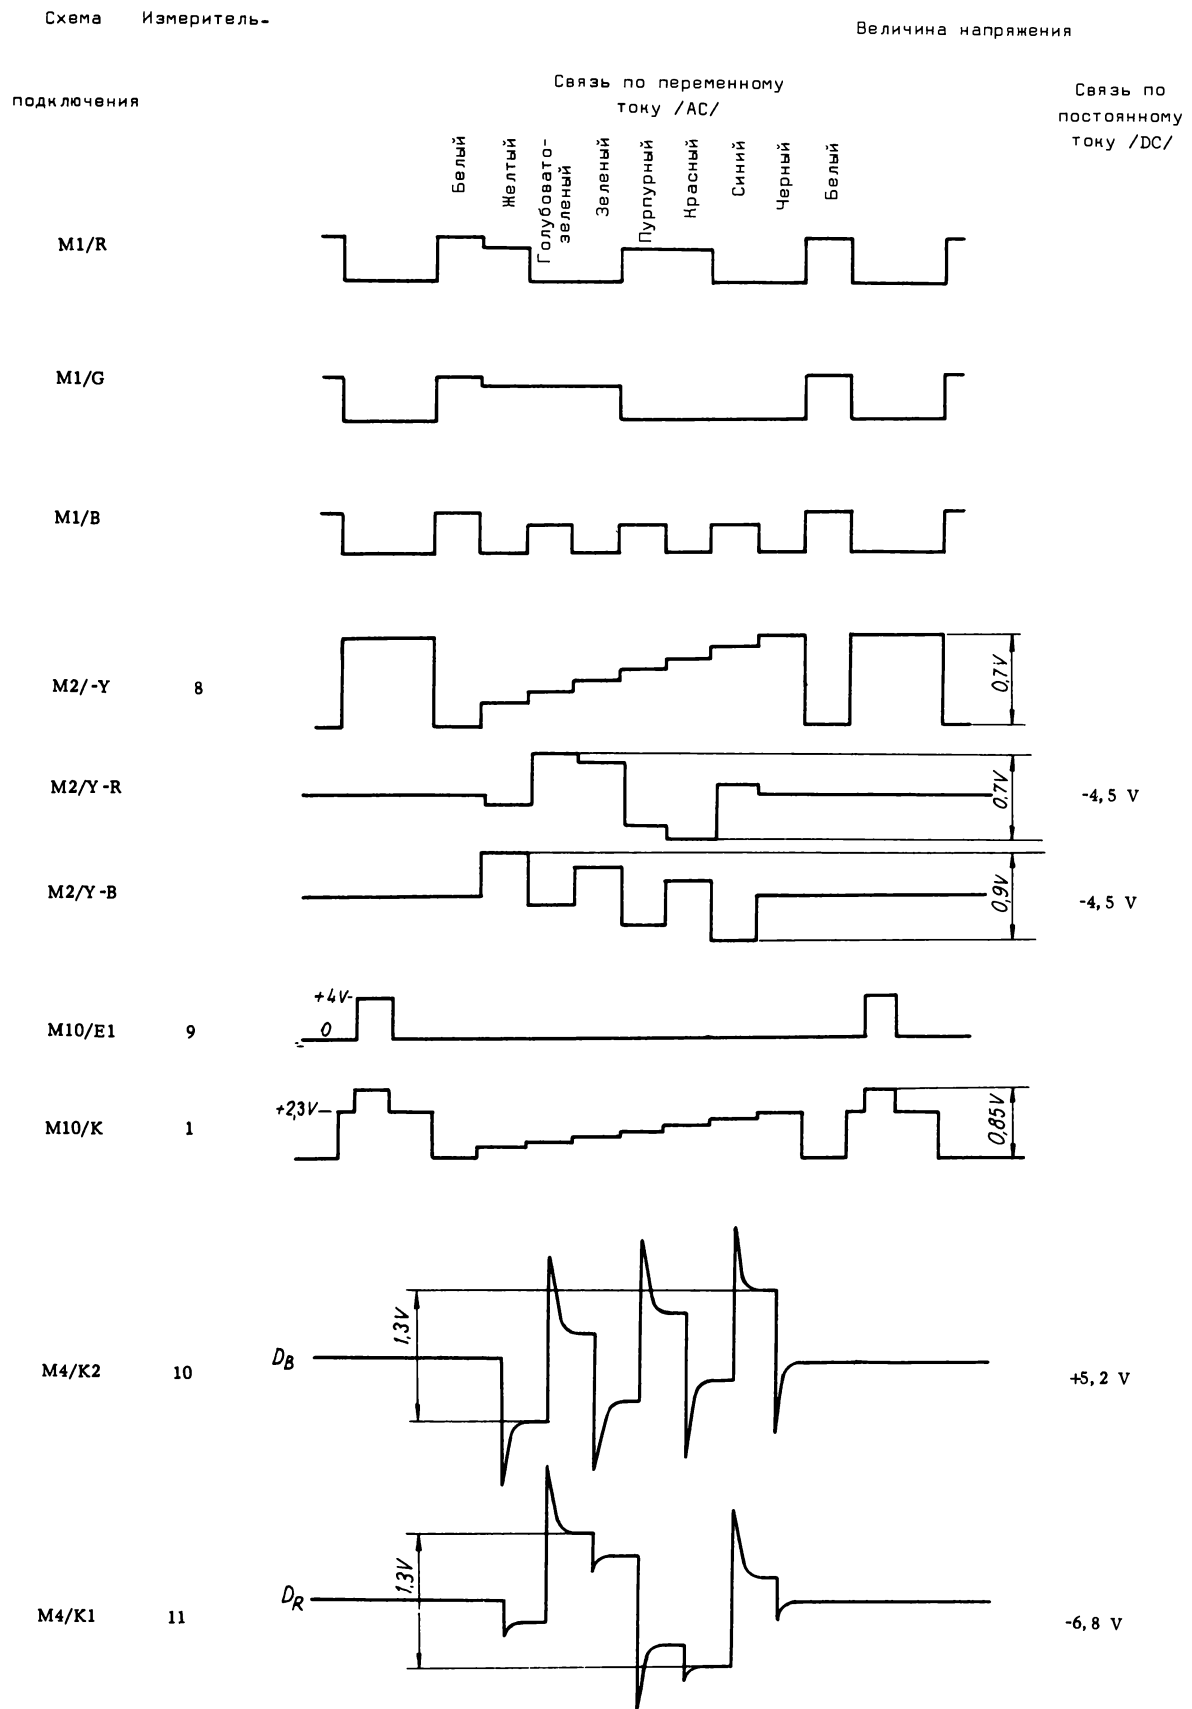 Схема Измеритель-
Величина напряжения
подключения
Связь по переменному
току /AC/
Связь по
постоянному
току /DC/
Белый
Желтый
Голубовато-
зеленый
Зеленый
Пурпурный
Красный
Синий
Черный
Белый
M1/R
M1/G
M1/B
M2/-Y 8 0,7V
M2/Y-R 0,7V -4,5 V
M2/Y-B 0,9V -4,5 V
+4V-
M10/E1 9 0
+2,3V-
M10/K 1 0,85V
1,3V
M4/K2 10 DB +5,2 V
1,3V
M4/K1 11 DR -6,8 V